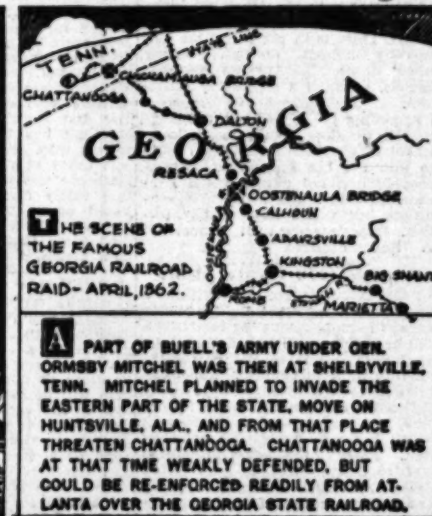 TENN.
STATE LINE
CHICKAMAUGA BRIDGE
CHATTANOOGA
DALTON
GEORGIA
RESACA
OOSTENAULA BRIDGE
CALHOUN
ADAIRSVILLE
KINGSTON
BIG SHANTY
ROME
MARIETTA
THE SCENE OF
THE FAMOUS
GEORGIA RAILROAD
RAID - APRIL, 1862.
A PART OF BUELL'S ARMY UNDER GEN.
ORMSBY MITCHEL WAS THEN AT SHELBYVILLE,
TENN. MITCHEL PLANNED TO INVADE THE
EASTERN PART OF THE STATE, MOVE ON
HUNTSVILLE, ALA., AND FROM THAT PLACE
THREATEN CHATTANOOGA. CHATTANOOGA WAS
AT THAT TIME WEAKLY DEFENDED, BUT
COULD BE RE-ENFORCED READILY FROM AT-
LANTA OVER THE GEORGIA STATE RAILROAD.